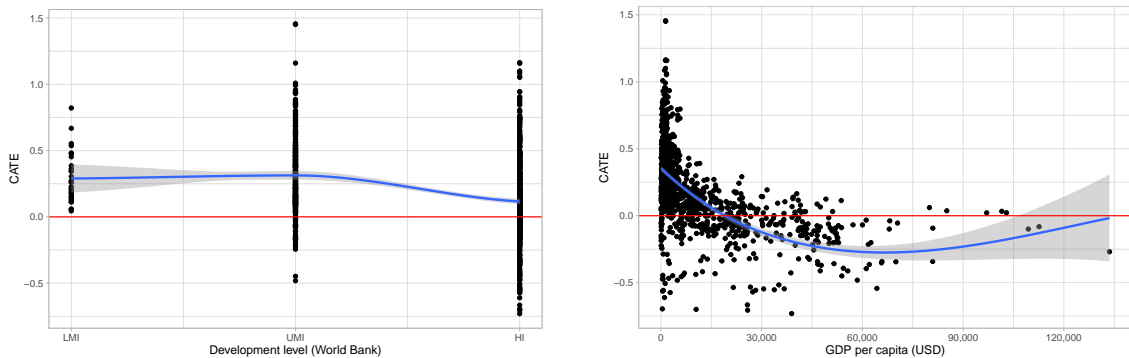 1.5
1.0
0.5
0.0
−0.5
CATE
LMI
UMI
HI
Development level (World Bank)
1.5
1.0
0.5
0.0
−0.5
CATE
0
30,000
60,000
90,000
120,000
GDP per capita (USD)